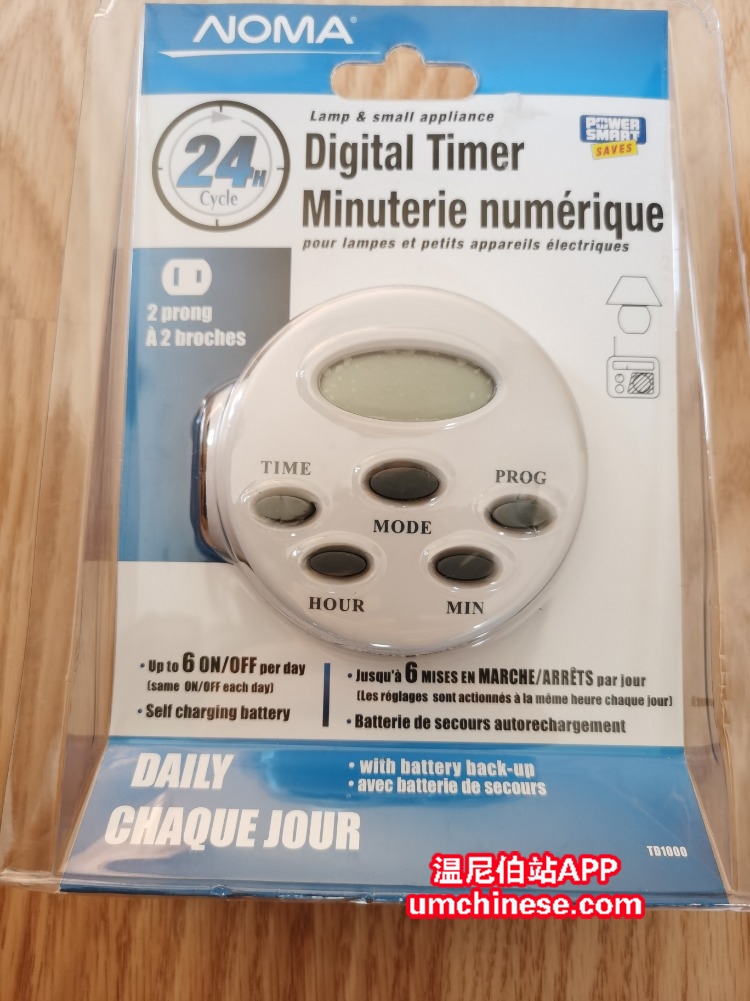 NOMA®
Lamp & small appliance
24H
Cycle
Digital Timer
Minuterie numérique
pour lampes et petits appareils électriques
POWER
SMART
SAVES
2 prong
À 2 broches
TIME
PROG
MODE
HOUR
MIN
• Up to 6 ON/OFF per day
(same ON/OFF each day)
• Self charging battery
• Jusqu'à 6 MISES EN MARCHE/ARRÊTS par jour
(Les réglages sont actionnés à la même heure chaque jour)
• Batterie de secours autorechargement
DAILY
CHAQUE JOUR
• with battery back-up
• avec batterie de secours
TD1000
温尼伯站APP
umchinese.com